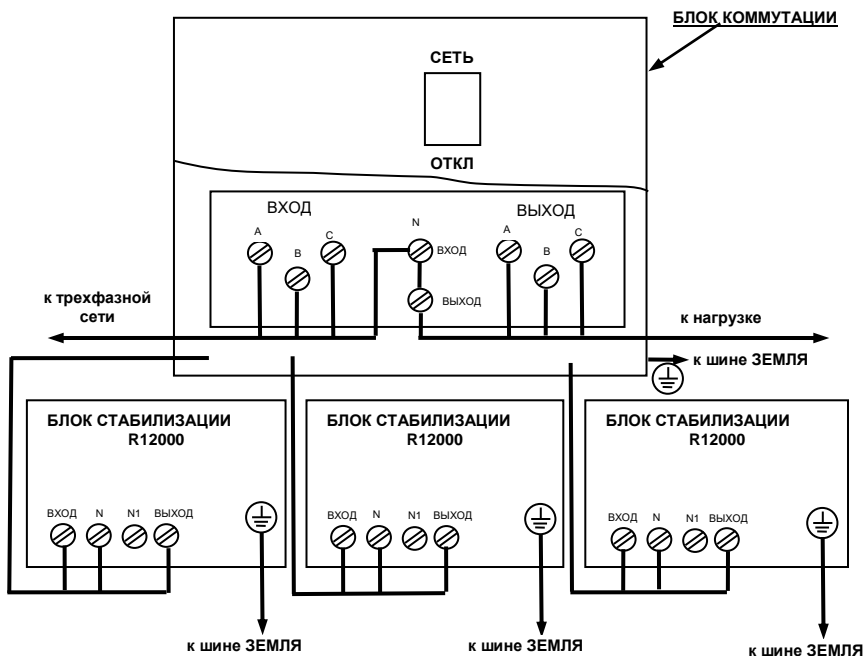 БЛОК КОММУТАЦИИ
СЕТЬ
ОТКЛ
ВХОД
N
ВЫХОД
A
B
C
ВХОД
A
B
C
ВЫХОД
к трехфазной
сети
к нагрузке
к шине ЗЕМЛЯ
БЛОК СТАБИЛИЗАЦИИ
R12000
ВХОД N N1 ВЫХОД
к шине ЗЕМЛЯ
БЛОК СТАБИЛИЗАЦИИ
R12000
ВХОД N N1 ВЫХОД
к шине ЗЕМЛЯ
БЛОК СТАБИЛИЗАЦИИ
R12000
ВХОД N N1 ВЫХОД
к шине ЗЕМЛЯ